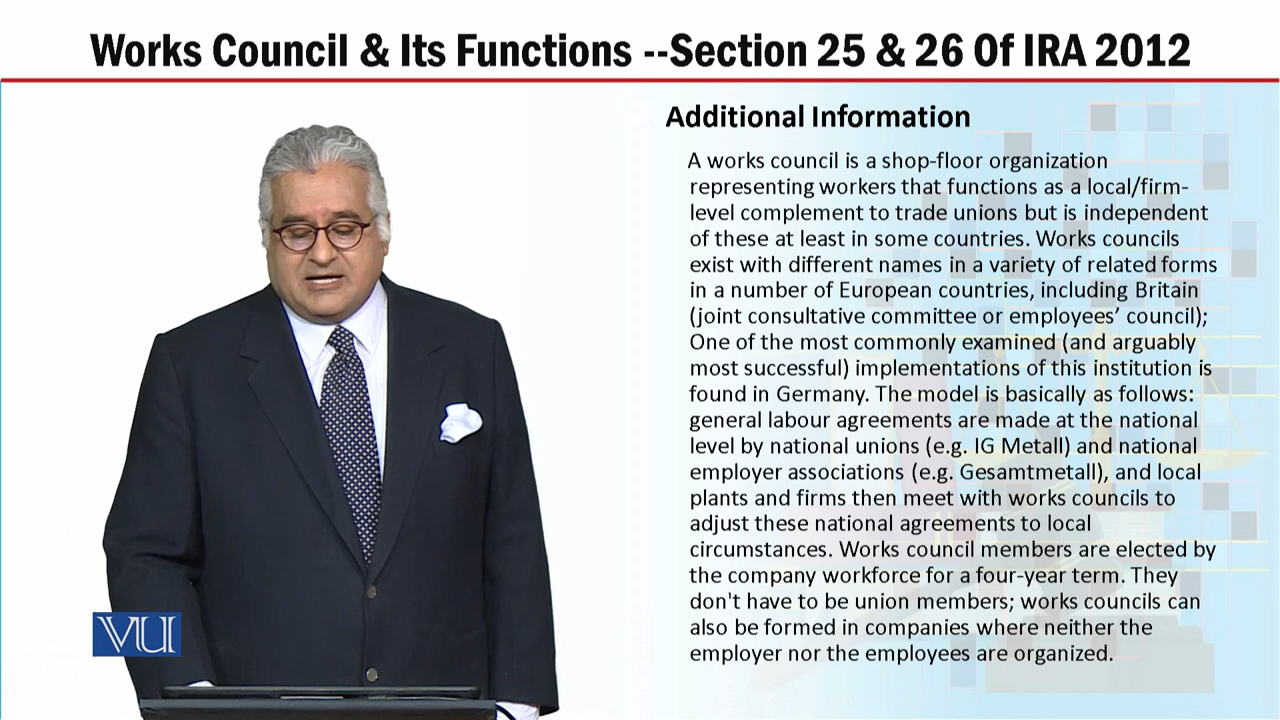 Works Council & Its Functions --Section 25 & 26 Of IRA 2012
Additional Information
A works council is a shop-floor organization
representing workers that functions as a local/firm-
level complement to trade unions but is independent
of these at least in some countries. Works councils
exist with different names in a variety of related forms
in a number of European countries, including Britain
(joint consultative committee or employees’ council);
One of the most commonly examined (and arguably
most successful) implementations of this institution is
found in Germany. The model is basically as follows:
general labour agreements are made at the national
level by national unions (e.g. IG Metall) and national
employer associations (e.g. Gesamtmetall), and local
plants and firms then meet with works councils to
adjust these national agreements to local
circumstances. Works council members are elected by
the company workforce for a four-year term. They
don't have to be union members; works councils can
also be formed in companies where neither the
employer nor the employees are organized.
VU